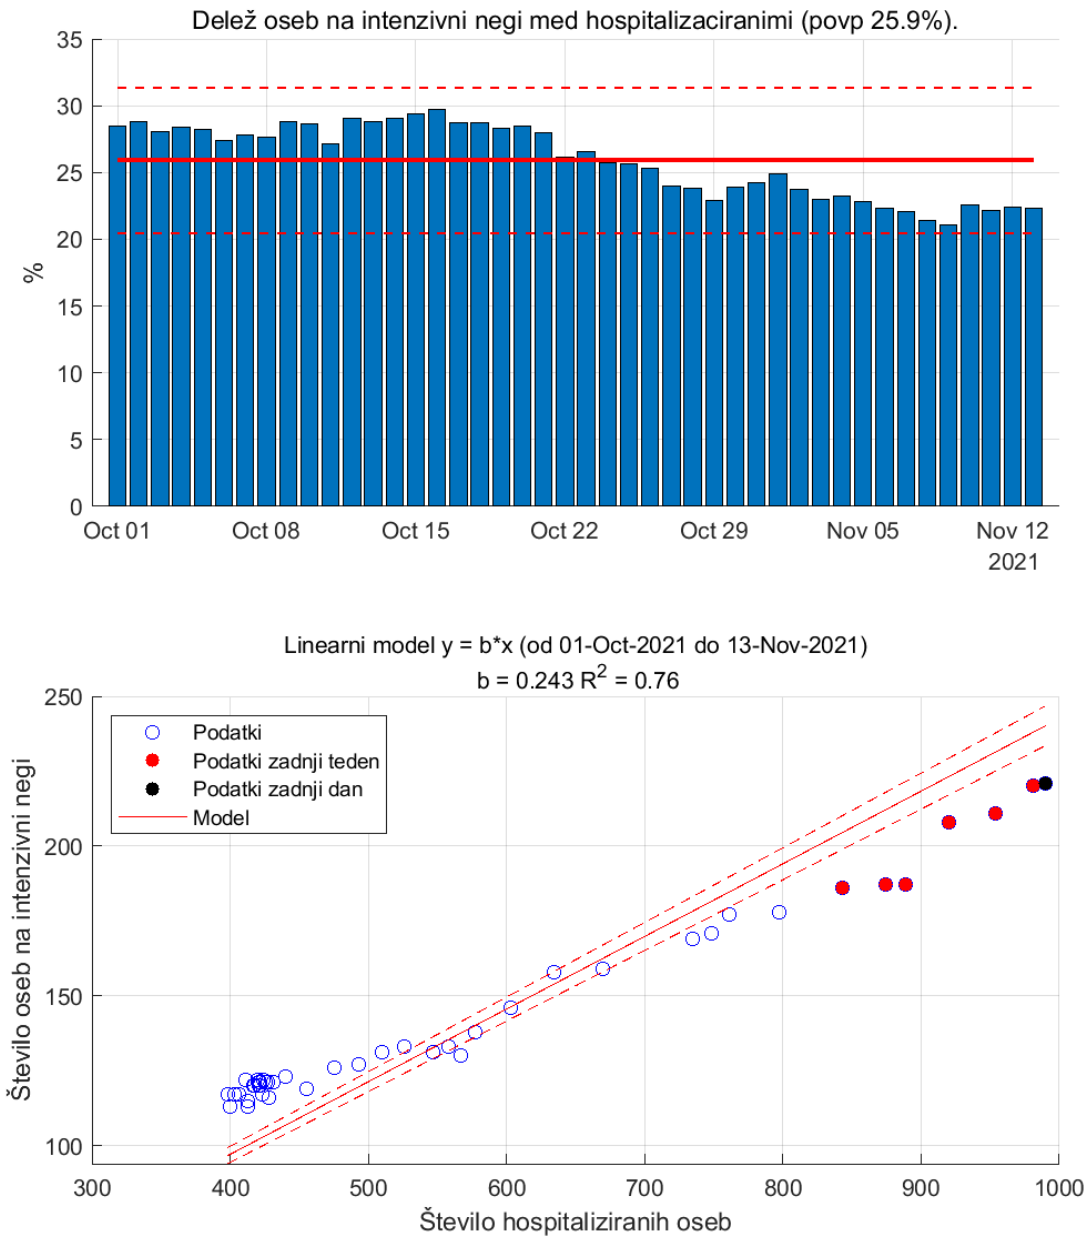 Delež oseb na intenzivni negi med hospitalizaciranimi (povp 25.9%).
35
30
25
20
15
10
5
0
%
Oct 01 Oct 08 Oct 15 Oct 22 Oct 29 Nov 05 Nov 12
2021
Linearni model y = b*x (od 01-Oct-2021 do 13-Nov-2021)
b = 0.243 R² = 0.76
250
200
150
100
Število oseb na intenzivni negi
Podatki
Podatki zadnji teden
Podatki zadnji dan
Model
300 400 500 600 700 800 900 1000
Število hospitaliziranih oseb